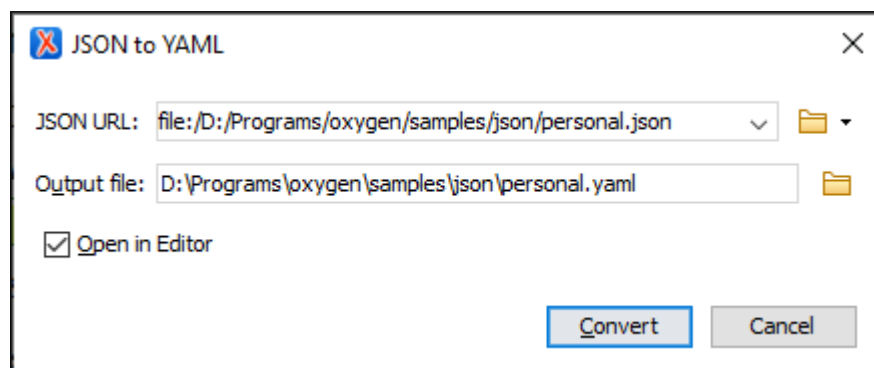 JSON to YAML
JSON URL: file:/D:/Programs/oxygen/samples/json/personal.json
Output file: D:\Programs\oxygen\samples\json\personal.yaml
Open in Editor
Convert Cancel